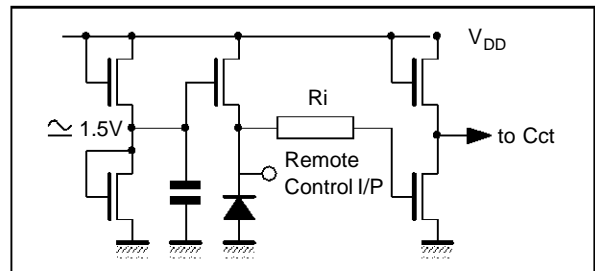 V_DD
Ri
≃ 1.5V
to Cct
Remote
Control I/P